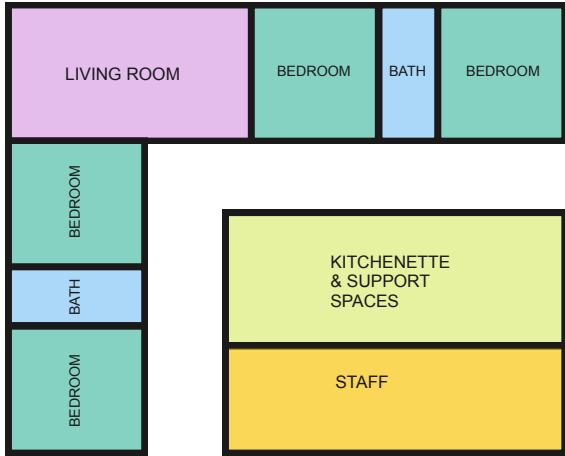 LIVING ROOM
BEDROOM
BATH
BEDROOM
BEDROOM
BATH
BEDROOM
KITCHENETTE
& SUPPORT
SPACES
STAFF